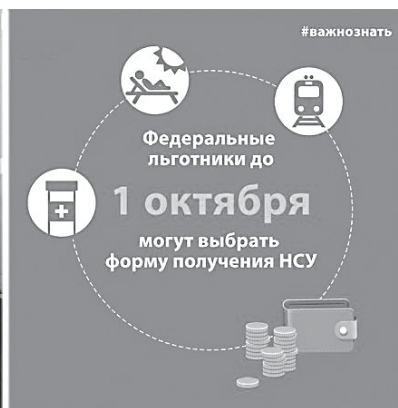 #важнознать
Федеральные
льготники до
1 октября
могут выбрать
форму получения НСУ